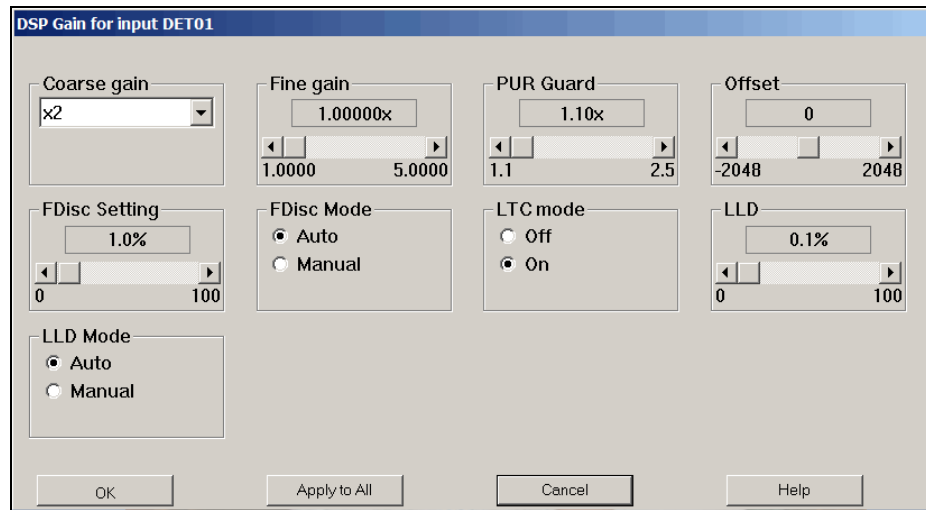 DSP Gain for input DET01
Coarse gain
x2
Fine gain
1.00000x
1.0000 5.0000
PUR Guard
1.10x
1.1 2.5
Offset
0
-2048 2048
FDisc Setting
1.0%
0 100
FDisc Mode
Auto
Manual
LTC mode
Off
On
LLD
0.1%
0 100
LLD Mode
Auto
Manual
OK
Apply to All
Cancel
Help